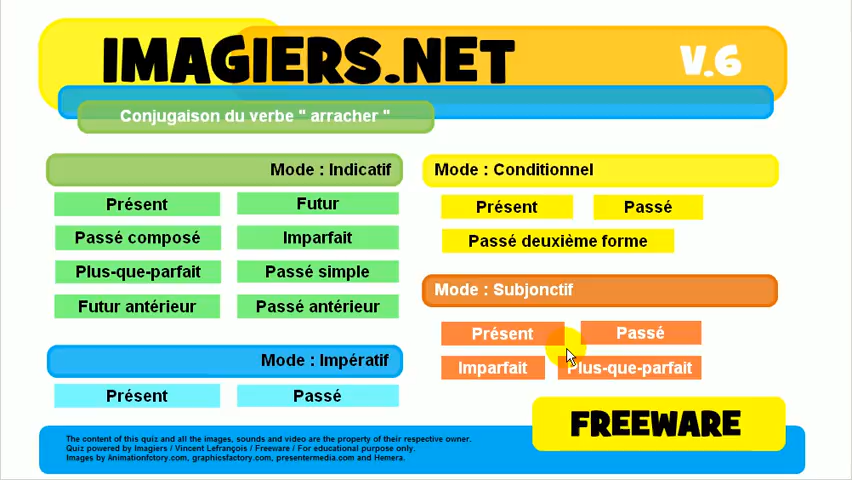 IMAGIERS.NET
V.6
Conjugaison du verbe " arracher "
Mode : Indicatif
Présent
Futur
Passé composé
Imparfait
Plus-que-parfait
Passé simple
Futur antérieur
Passé antérieur
Mode : Impératif
Présent
Passé
Mode : Conditionnel
Présent
Passé
Passé deuxième forme
Mode : Subjonctif
Présent
Passé
Imparfait
Plus-que-parfait
FREEWARE
The content of this quiz and all the images, sounds and video are the property of their respective owner.
Quiz powered by Imagiers / Vincent Lefrançois / Freeware / For educational purpose only.
Images by Animationfctory.com, graphicsfactory.com, presentermedia.com and Hemera.